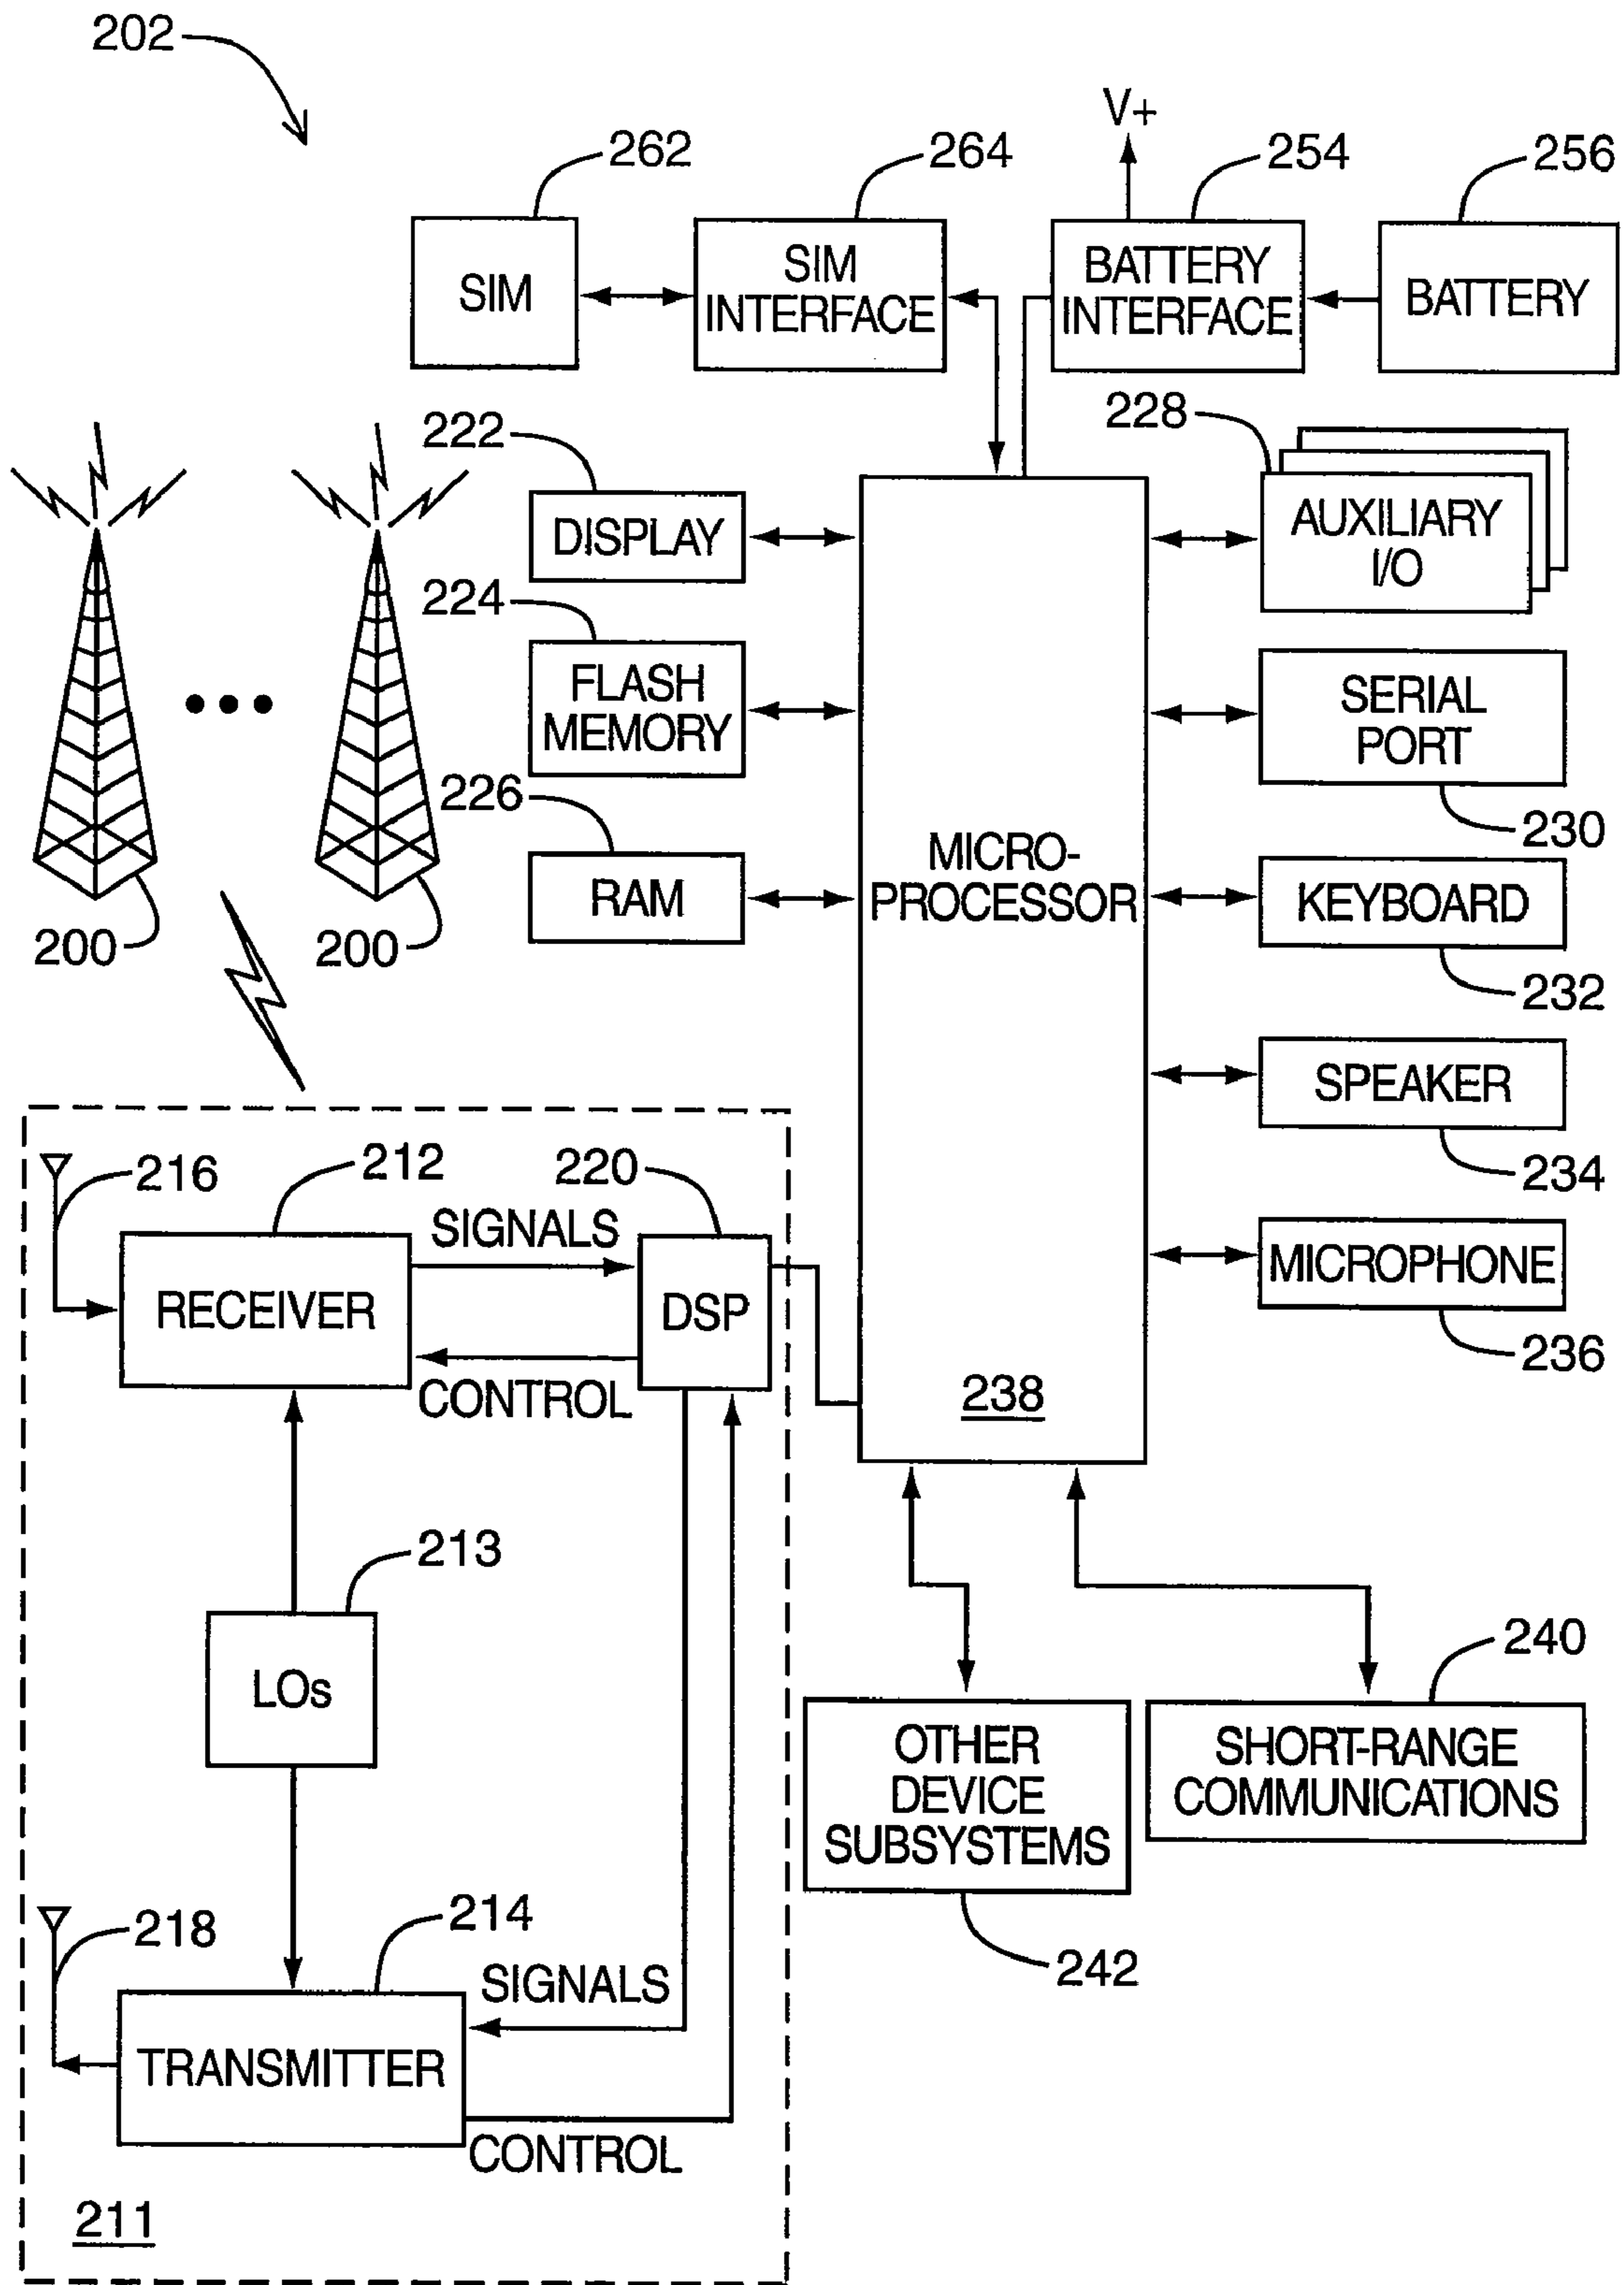 202
V+
262
264
254
256
SIM
SIM
INTERFACE
BATTERY
INTERFACE
BATTERY
222
228
DISPLAY
AUXILIARY
I/O
224
FLASH
MEMORY
SERIAL
PORT
226
230
RAM
MICRO-
PROCESSOR
KEYBOARD
200
200
232
SPEAKER
234
216
212
220
SIGNALS
RECEIVER
DSP
MICROPHONE
236
CONTROL
238
213
LOs
240
OTHER
DEVICE
SUBSYSTEMS
SHORT-RANGE
COMMUNICATIONS
218
214
242
SIGNALS
TRANSMITTER
CONTROL
211